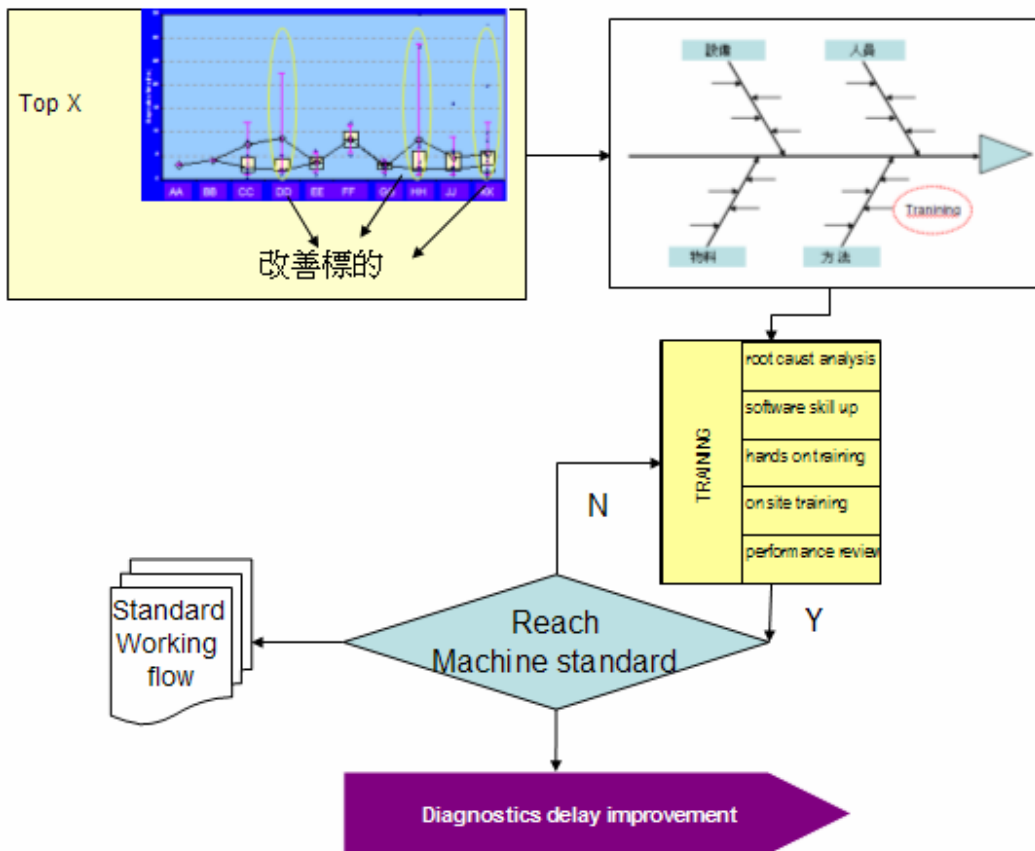 Top X
AA BB CC DD EE FF GG HH JJ KK
改善標的
設備 人員
Tranining
物料 方法
TRAINING
root caust analysis
software skill up
hands on training
on site training
performance review
N
Y
Reach
Machine standard
Standard
Working
flow
Diagnostics delay improvement